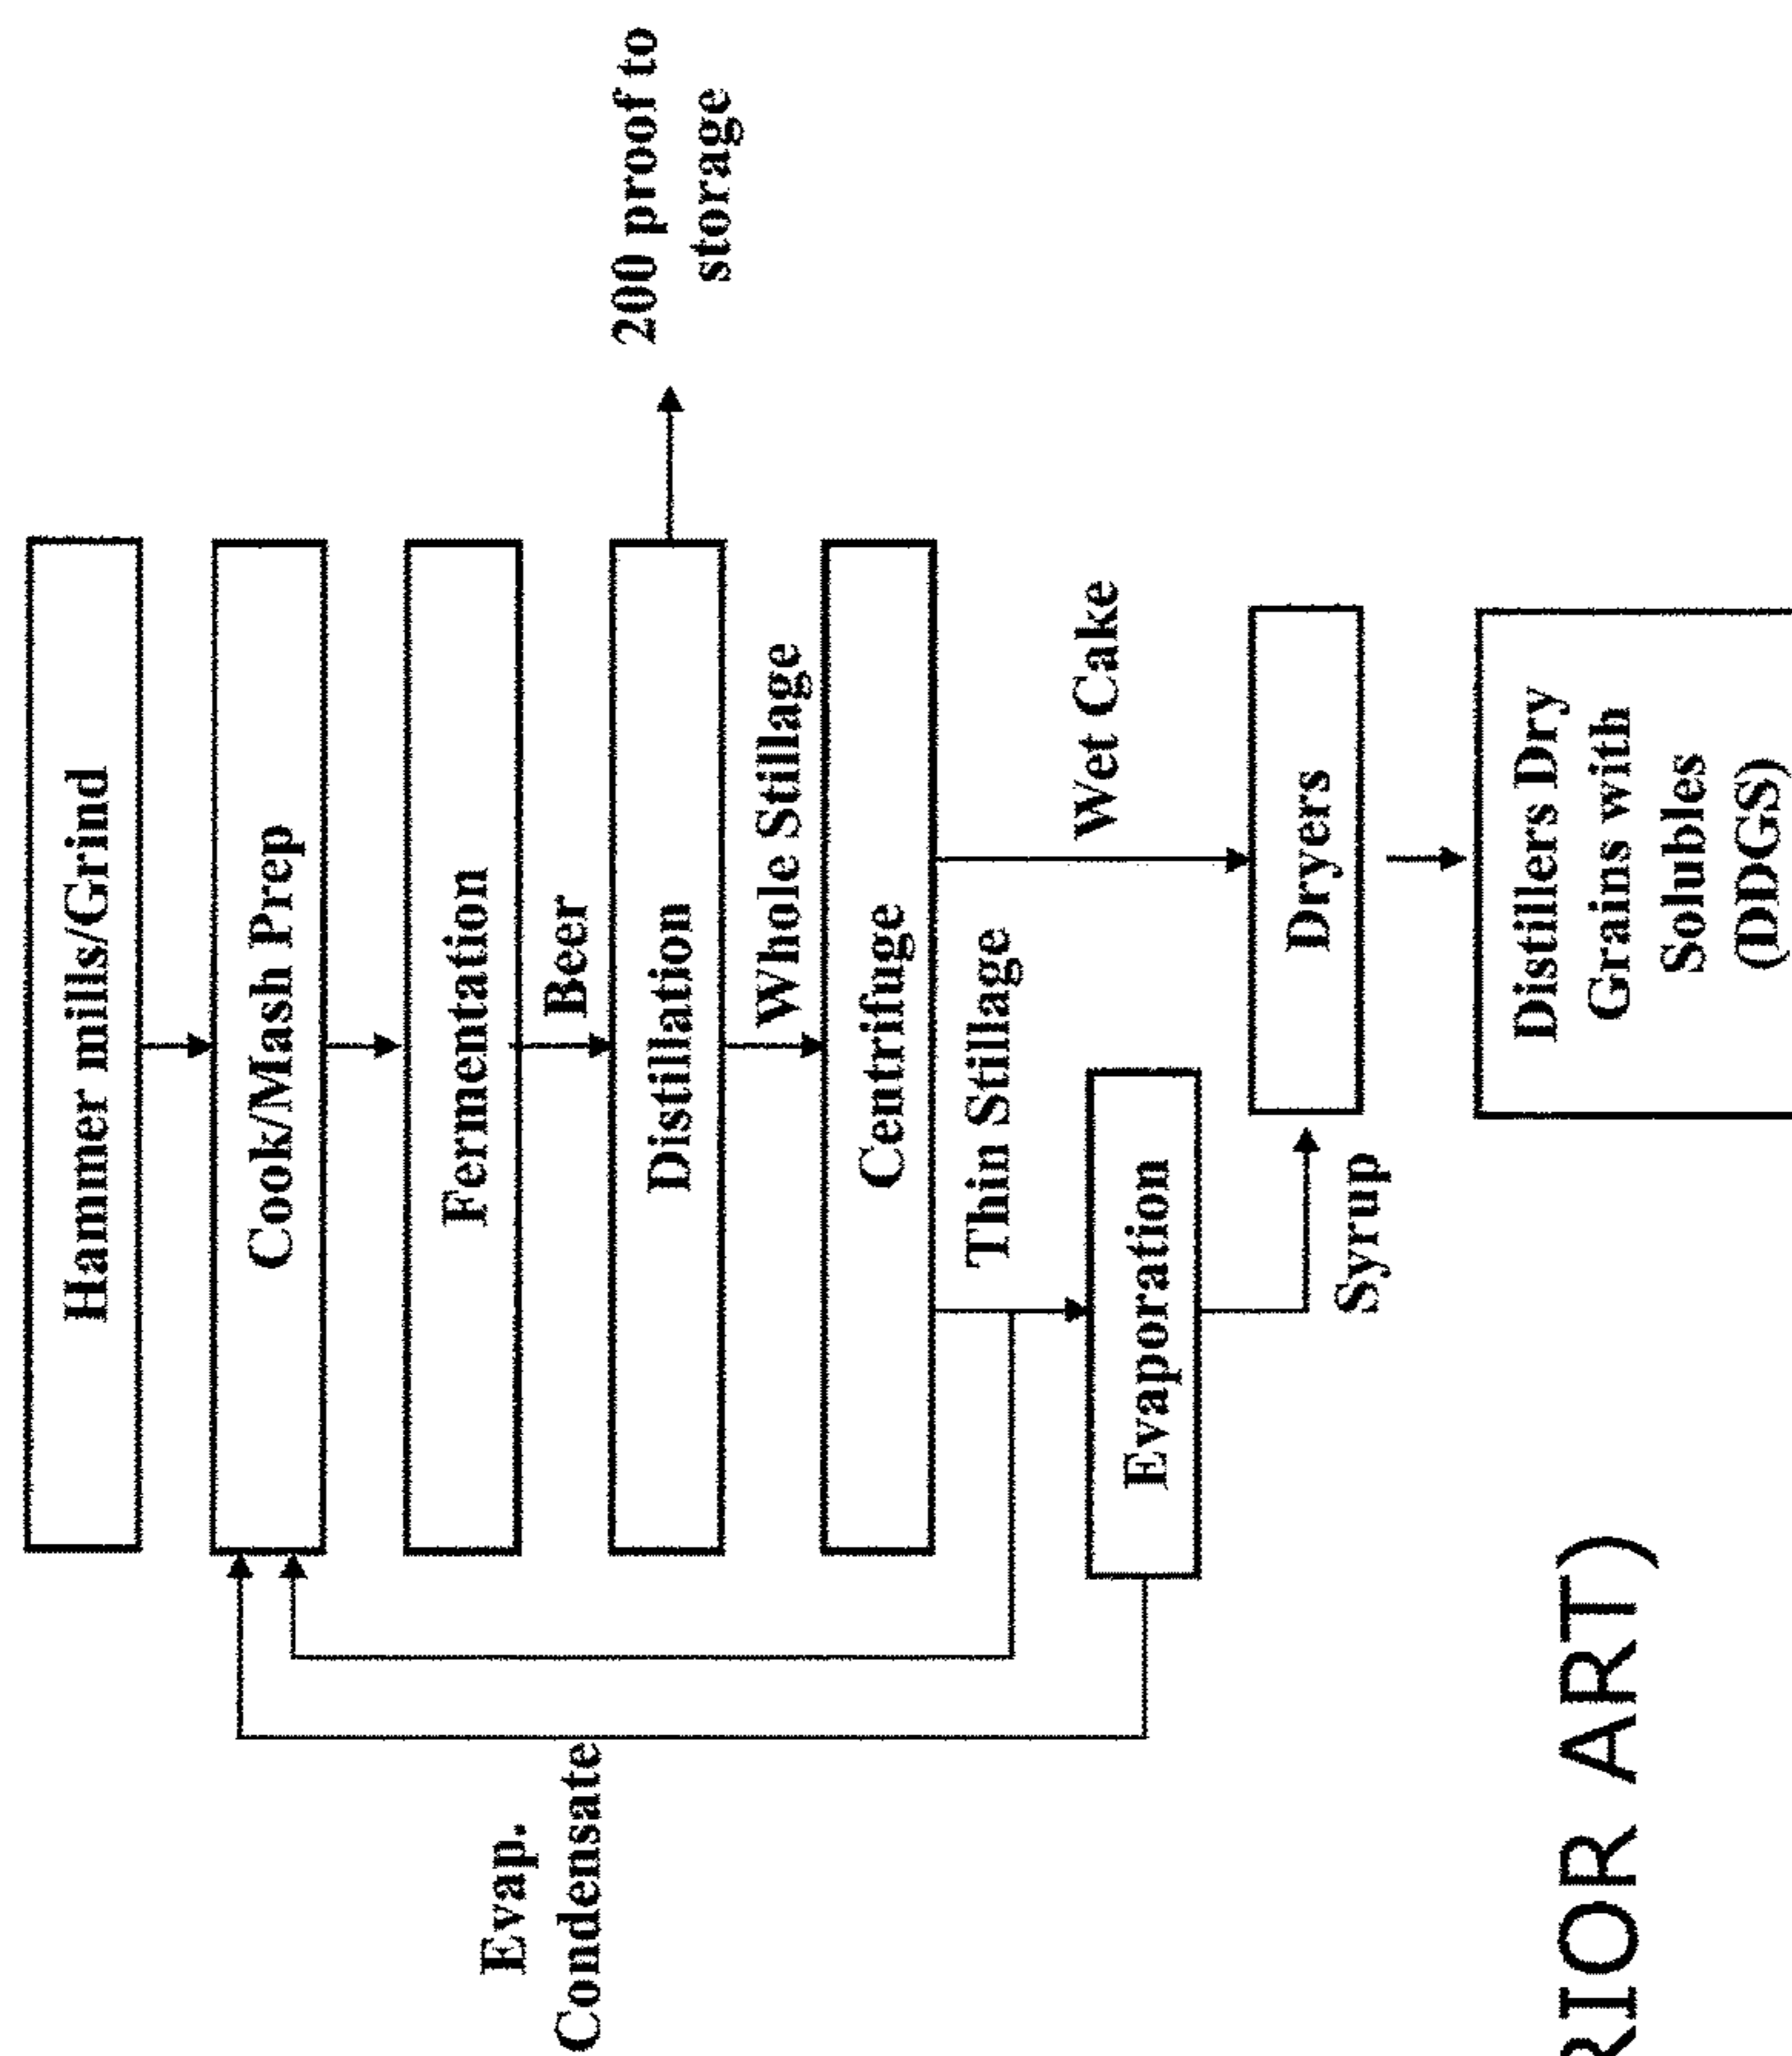 Hammer mills/Grind
Cook/Mash Prep
Fermentation
Evap.
Condensate
Beer
200 proof to
storage
Distillation
Whole Stillage
Centrifuge
Thin Stillage
Wet Cake
Evaporation
Dryers
Syrup
Distillers Dry
Grains with
Solubles
(DDGS)
RIOR ART)